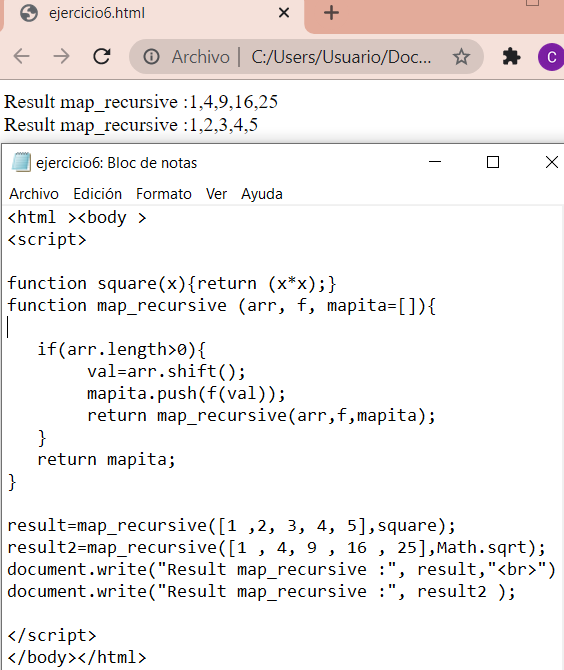 ejercicio6.html
Archivo | C:/Users/Usuario/Doc...
C
Result map_recursive :1,4,9,16,25
Result map_recursive :1,2,3,4,5
ejercicio6: Bloc de notas
Archivo Edición Formato Ver Ayuda
<html ><body >
<script>
function square(x){return (x*x);}
function map_recursive (arr, f, mapita=[]){
if(arr.length>0){
val=arr.shift();
mapita.push(f(val));
return map_recursive(arr,f,mapita);
}
return mapita;
}
result=map_recursive([1 ,2, 3, 4, 5],square);
result2=map_recursive([1 , 4, 9 , 16 , 25],Math.sqrt);
document.write("Result map_recursive :", result,"<br>")
document.write("Result map_recursive :", result2 );
</script>
</body></html>